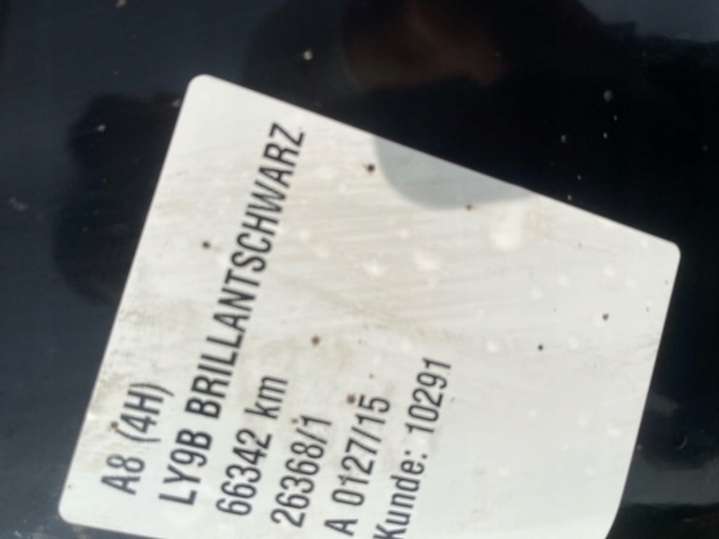 A8 (4H)
LY9B BRILLANTSCHWARZ
66342 km
26368/1
A 0127/15
Kunde: 10291